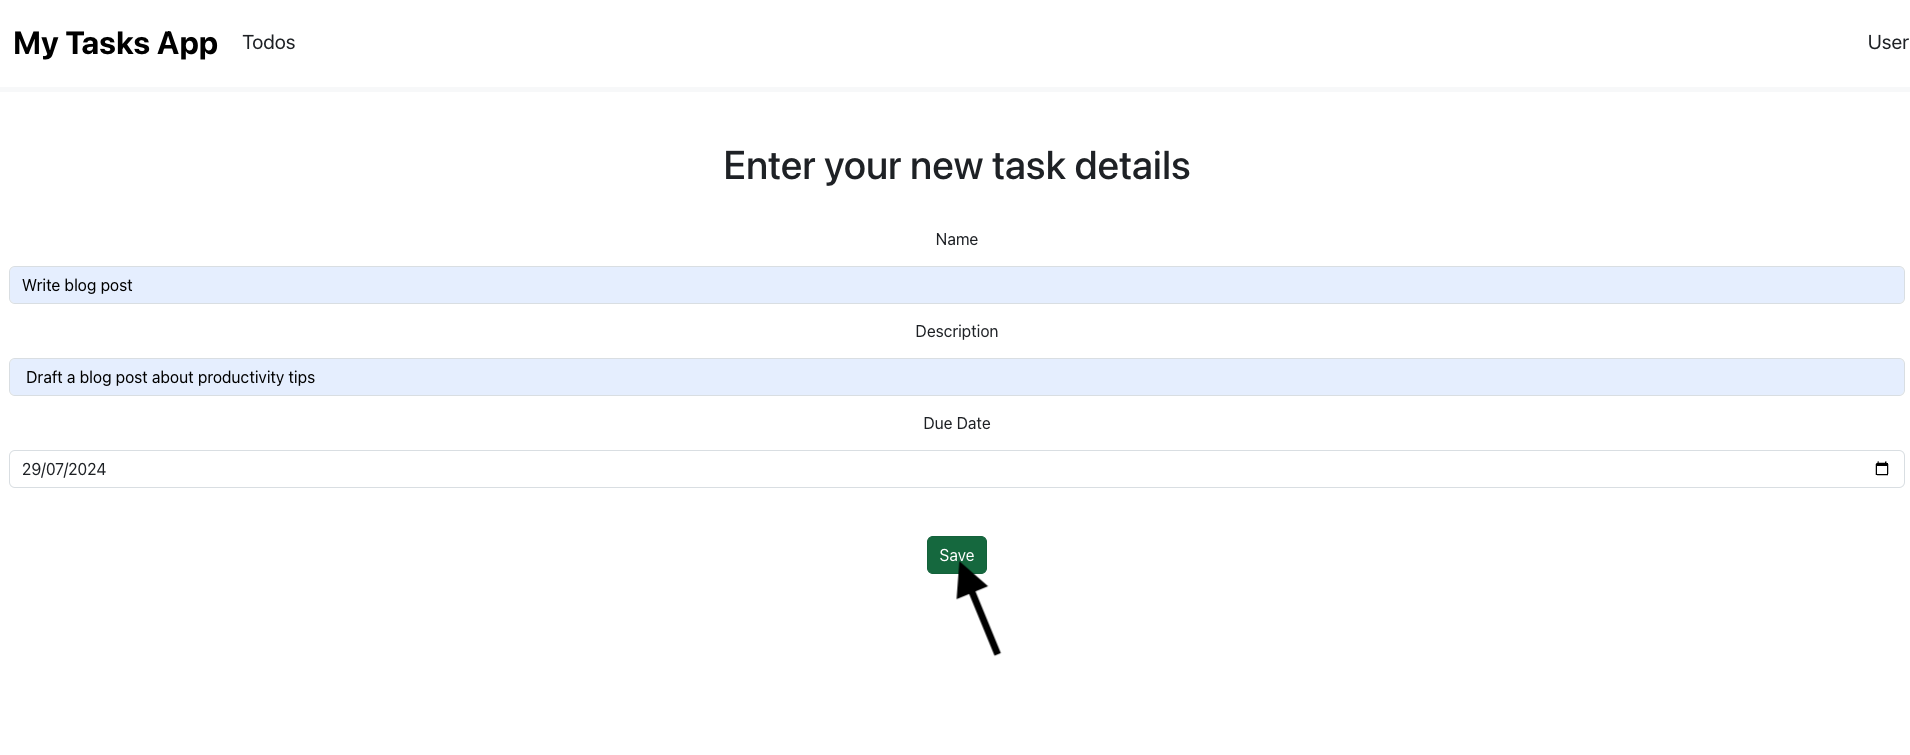 My Tasks App Todos User
Enter your new task details
Name
Write blog post
Description
Draft a blog post about productivity tips
Due Date
29/07/2024
Save